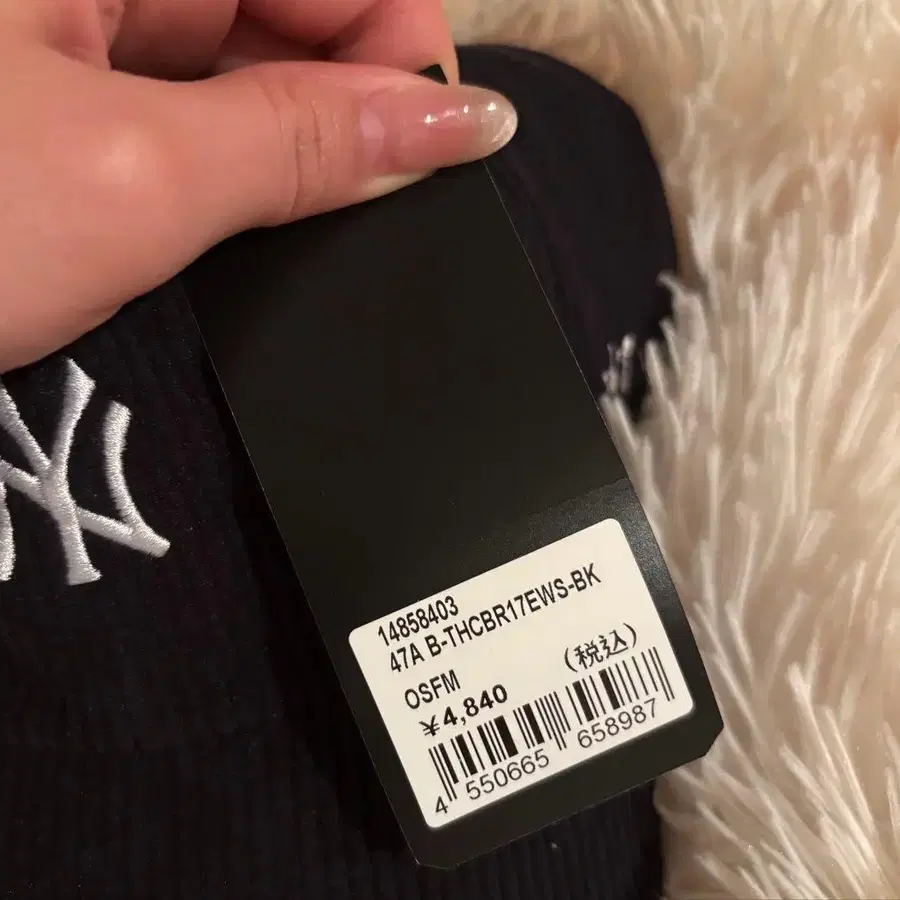 NY
14858403
47A B-THCBR17EWS-BK
OSFM
¥4,840 (税込)
4 550665 658987